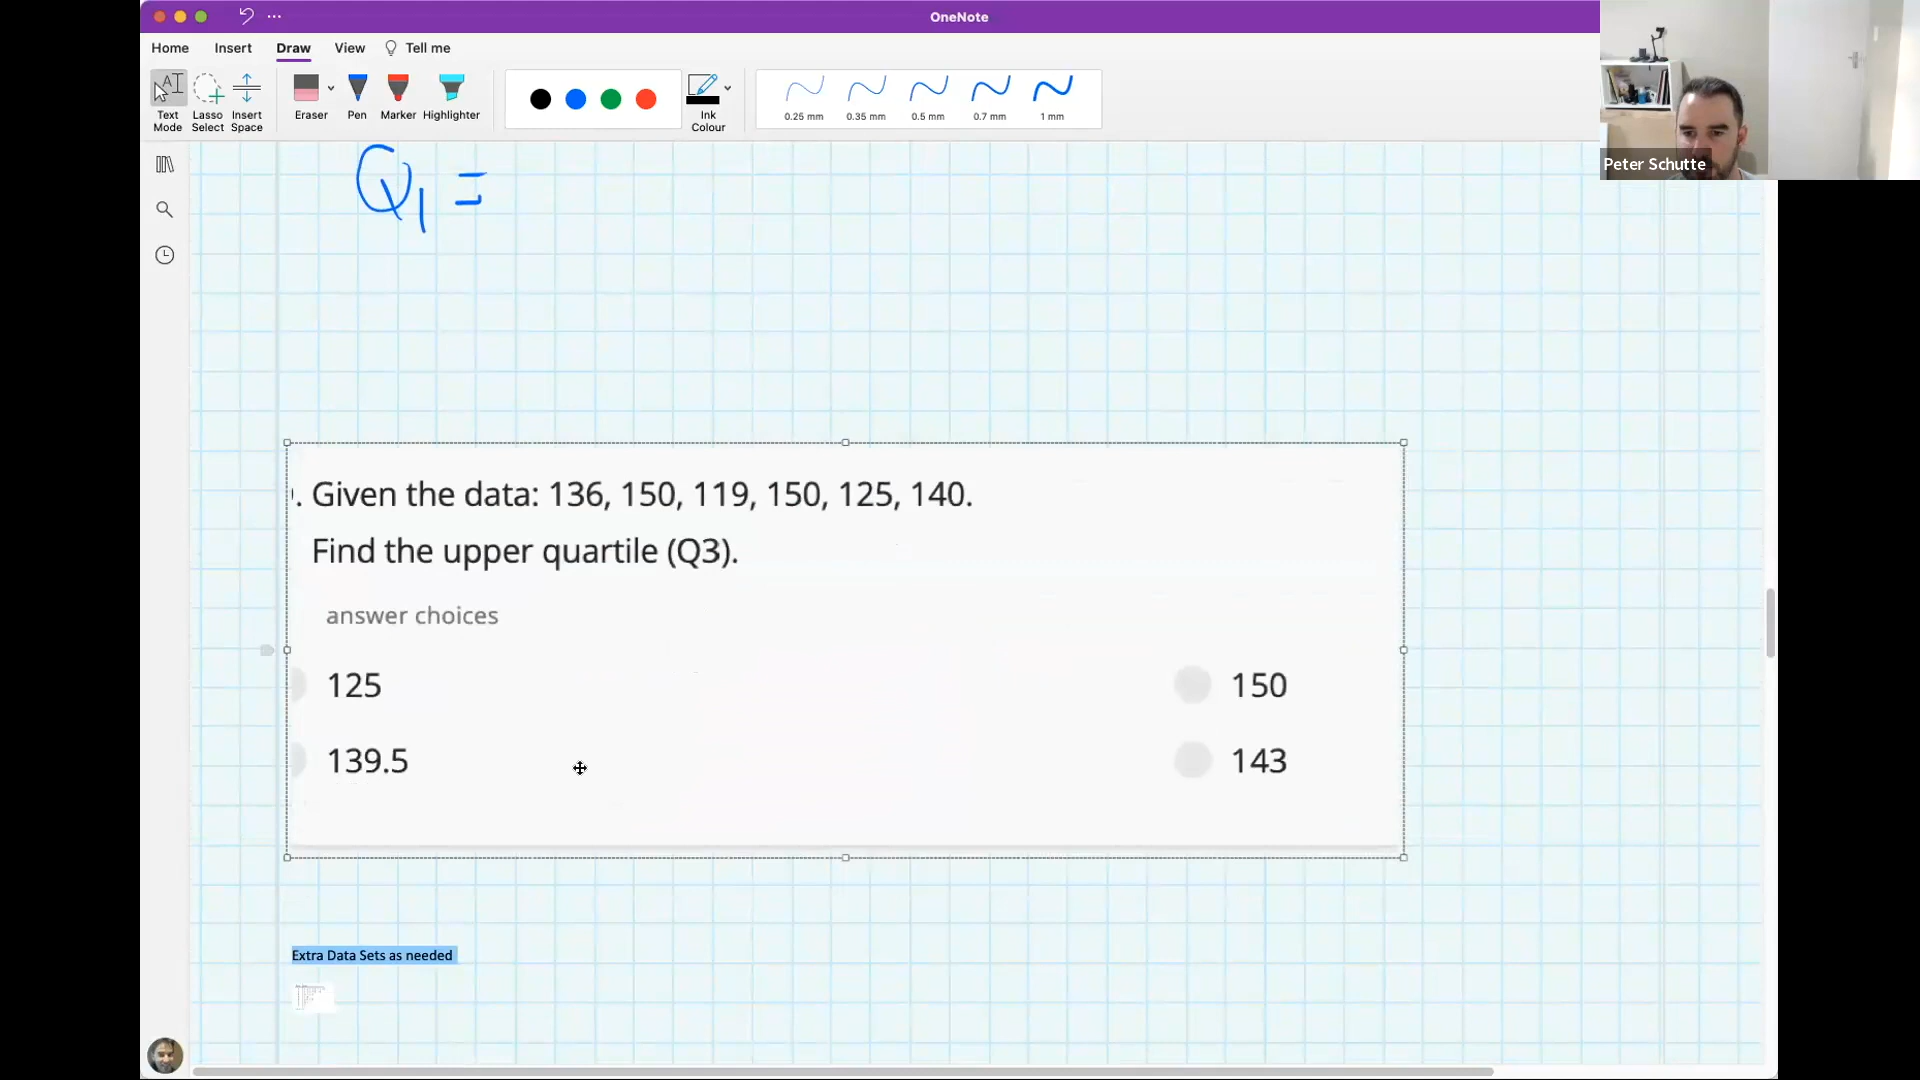 OneNote
Home Insert Draw View Tell me
Text Mode
Lasso Select
Insert Space
Eraser
Pen
Marker
Highlighter
Ink Colour
0.25 mm 0.35 mm 0.5 mm 0.7 mm 1 mm
Peter Schutte
Q1 =
. Given the data: 136, 150, 119, 150, 125, 140.
Find the upper quartile (Q3).
answer choices
125 150
139.5 143
Extra Data Sets as needed